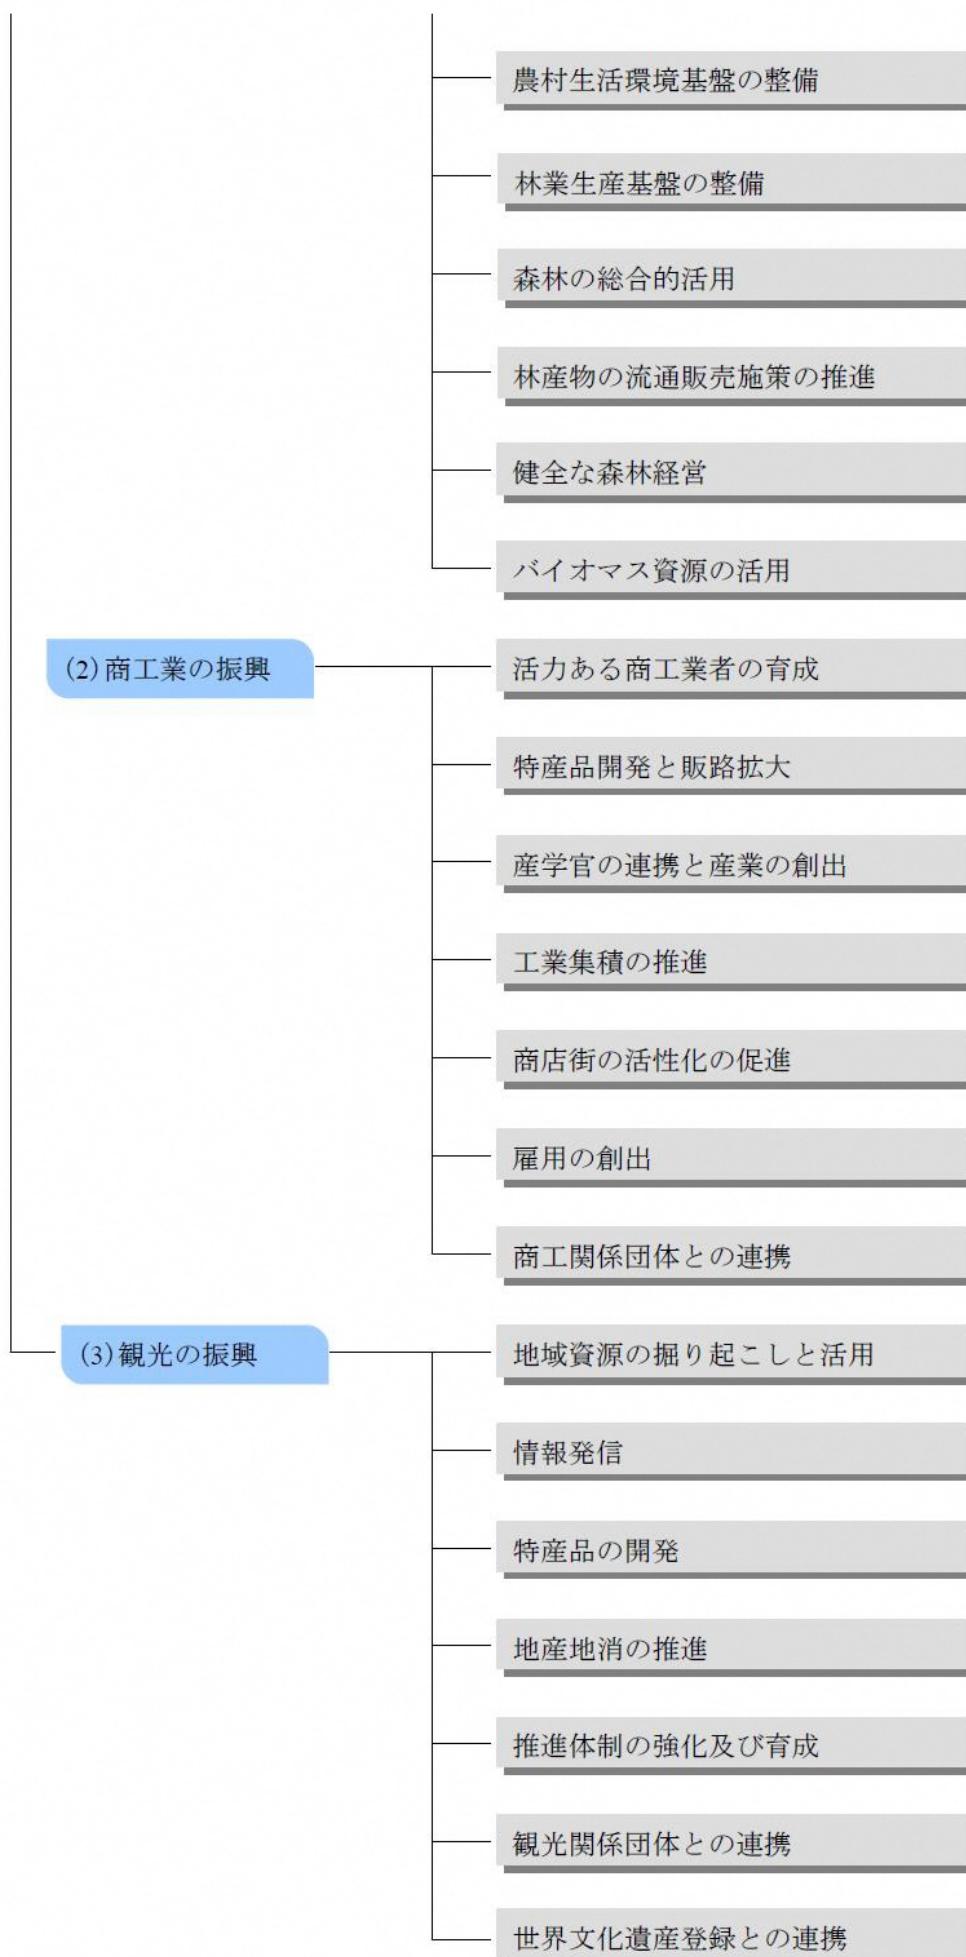 農村生活環境基盤の整備
林業生産基盤の整備
森林の総合的活用
林産物の流通販売施策の推進
健全な森林経営
バイオマス資源の活用
(2)商工業の振興
活力ある商工業者の育成
特産品開発と販路拡大
産学官の連携と産業の創出
工業集積の推進
商店街の活性化の促進
雇用の創出
商工関係団体との連携
(3)観光の振興
地域資源の掘り起こしと活用
情報発信
特産品の開発
地産地消の推進
推進体制の強化及び育成
観光関係団体との連携
世界文化遺産登録との連携